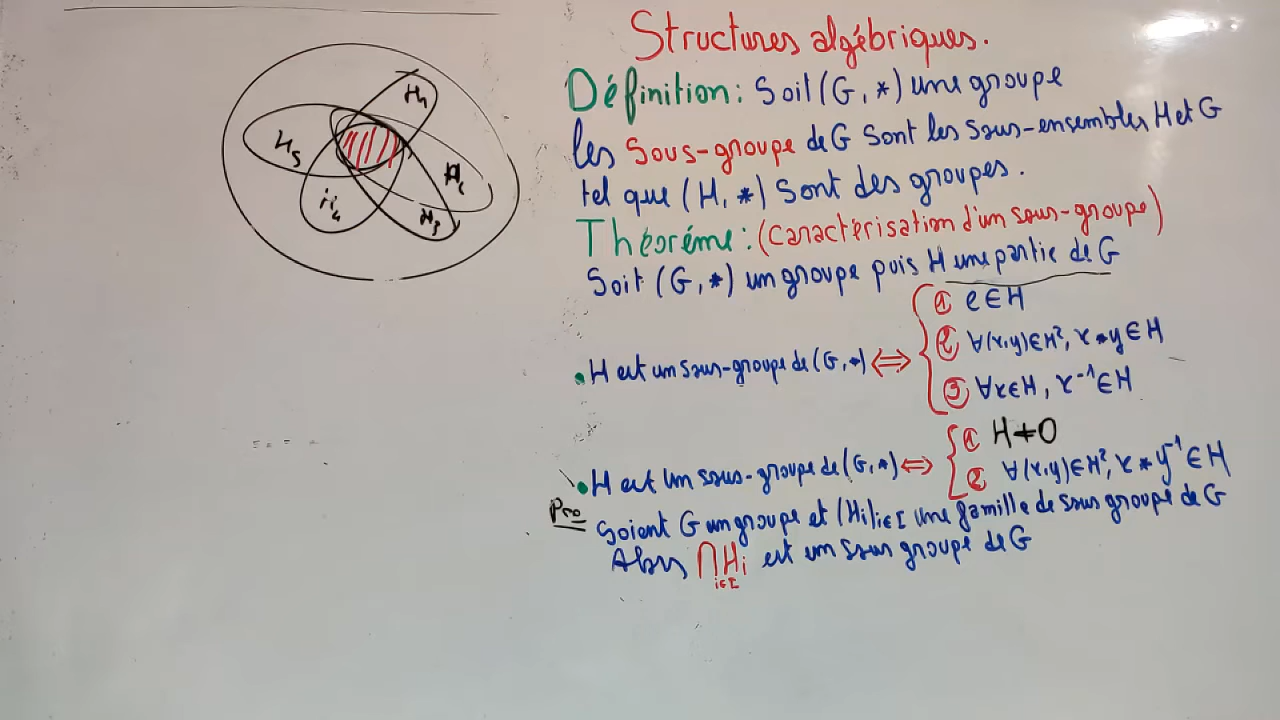 Structures algébriques.
Définition: Soit (G, *) une groupe
les Sous-groupe de G sont les sous-ensembles H et G
tel que (H, *) Sont des groupes.
Théoréme: (Caractérisation d'un sous-groupe)
Soit (G, *) un groupe puis H une partie de G
① e∈H
② ∀(x,y)∈H², x*y∈H
• H est un sous-groupe de (G, *) ⇔
③ ∀x∈H, x⁻¹∈H
① H≠0
• H est un sous-groupe de (G, *) ⇔ ② ∀(x,y)∈H², x*y⁻¹∈H
Pro Soient G un groupe et (Hi)i∈I une famille de sous groupe de G
Alors ∩Hi est un sous groupe de G
i∈I
H₁
H₅
H₄
H₃